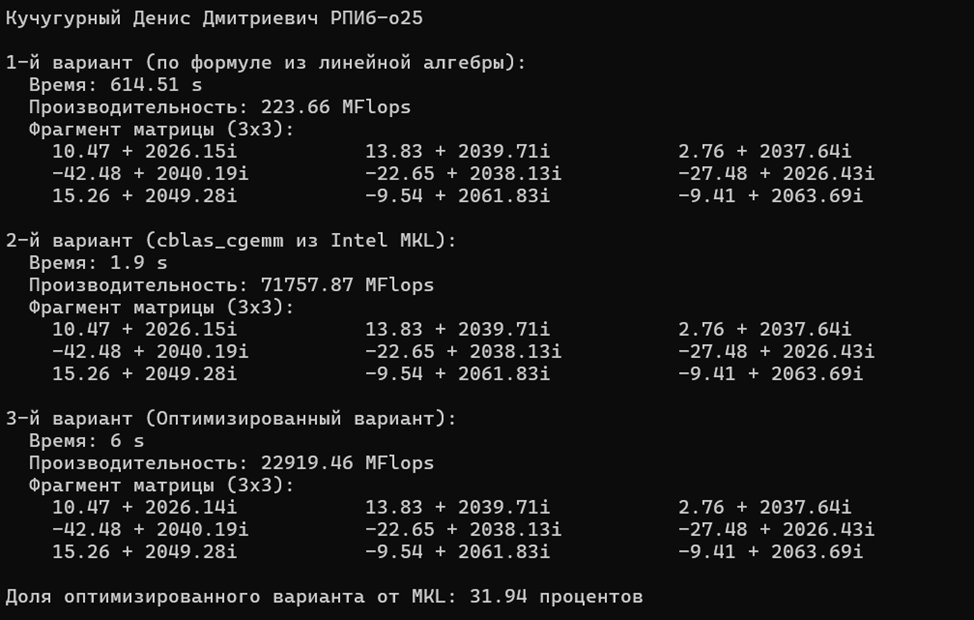 Кучугурный Денис Дмитриевич РПИб-о25
1-й вариант (по формуле из линейной алгебры):
Время: 614.51 s
Производительность: 223.66 MFlops
Фрагмент матрицы (3x3):
10.47 + 2026.15i 13.83 + 2039.71i 2.76 + 2037.64i
-42.48 + 2040.19i -22.65 + 2038.13i -27.48 + 2026.43i
15.26 + 2049.28i -9.54 + 2061.83i -9.41 + 2063.69i
2-й вариант (cblas_cgemm из Intel MKL):
Время: 1.9 s
Производительность: 71757.87 MFlops
Фрагмент матрицы (3x3):
10.47 + 2026.15i 13.83 + 2039.71i 2.76 + 2037.64i
-42.48 + 2040.19i -22.65 + 2038.13i -27.48 + 2026.43i
15.26 + 2049.28i -9.54 + 2061.83i -9.41 + 2063.69i
3-й вариант (Оптимизированный вариант):
Время: 6 s
Производительность: 22919.46 MFlops
Фрагмент матрицы (3x3):
10.47 + 2026.14i 13.83 + 2039.71i 2.76 + 2037.64i
-42.48 + 2040.19i -22.65 + 2038.13i -27.48 + 2026.43i
15.26 + 2049.28i -9.54 + 2061.83i -9.41 + 2063.69i
Доля оптимизированного варианта от MKL: 31.94 процентов